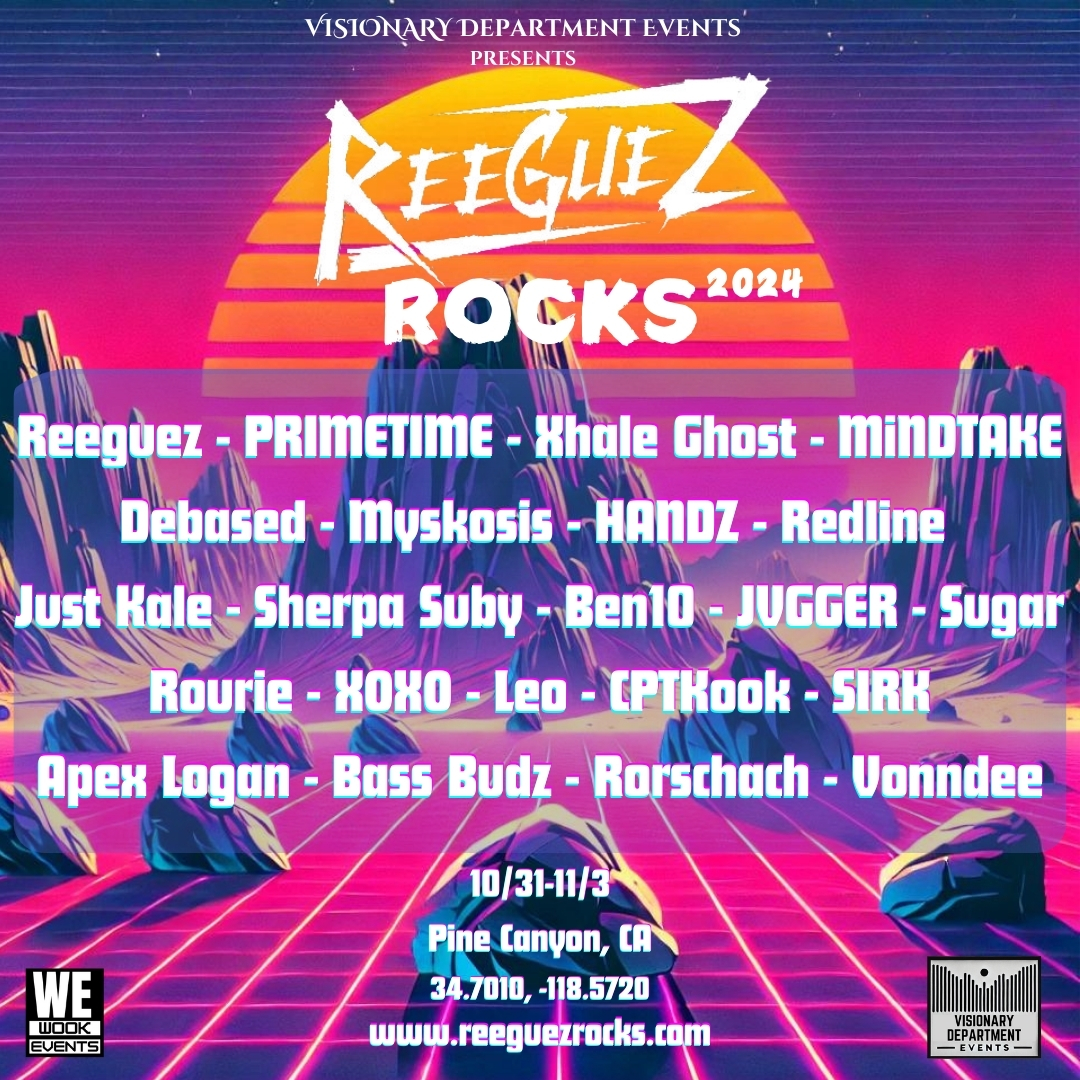 VISIONARY DEPARTMENT EVENTS
PRESENTS
REEGUEZ
ROCKS 2024
Reeguez - PRIMETIME - Xhale Ghost - MiNDTAKE
Debased - Myskosis - HANDZ - Redline
Just Kale - Sherpa Suby - Ben10 - JVGGER - Sugar
Rourie - XOXO - Leo - CPTKook - SIRK
Apex Logan - Bass Budz - Rorschach - Vonndee
10/31-11/3
Pine Canyon, CA
34.7010, -118.5720
www.reeguezrocks.com
WE
WOOK
EVENTS
VISIONARY
DEPARTMENT
EVENTS